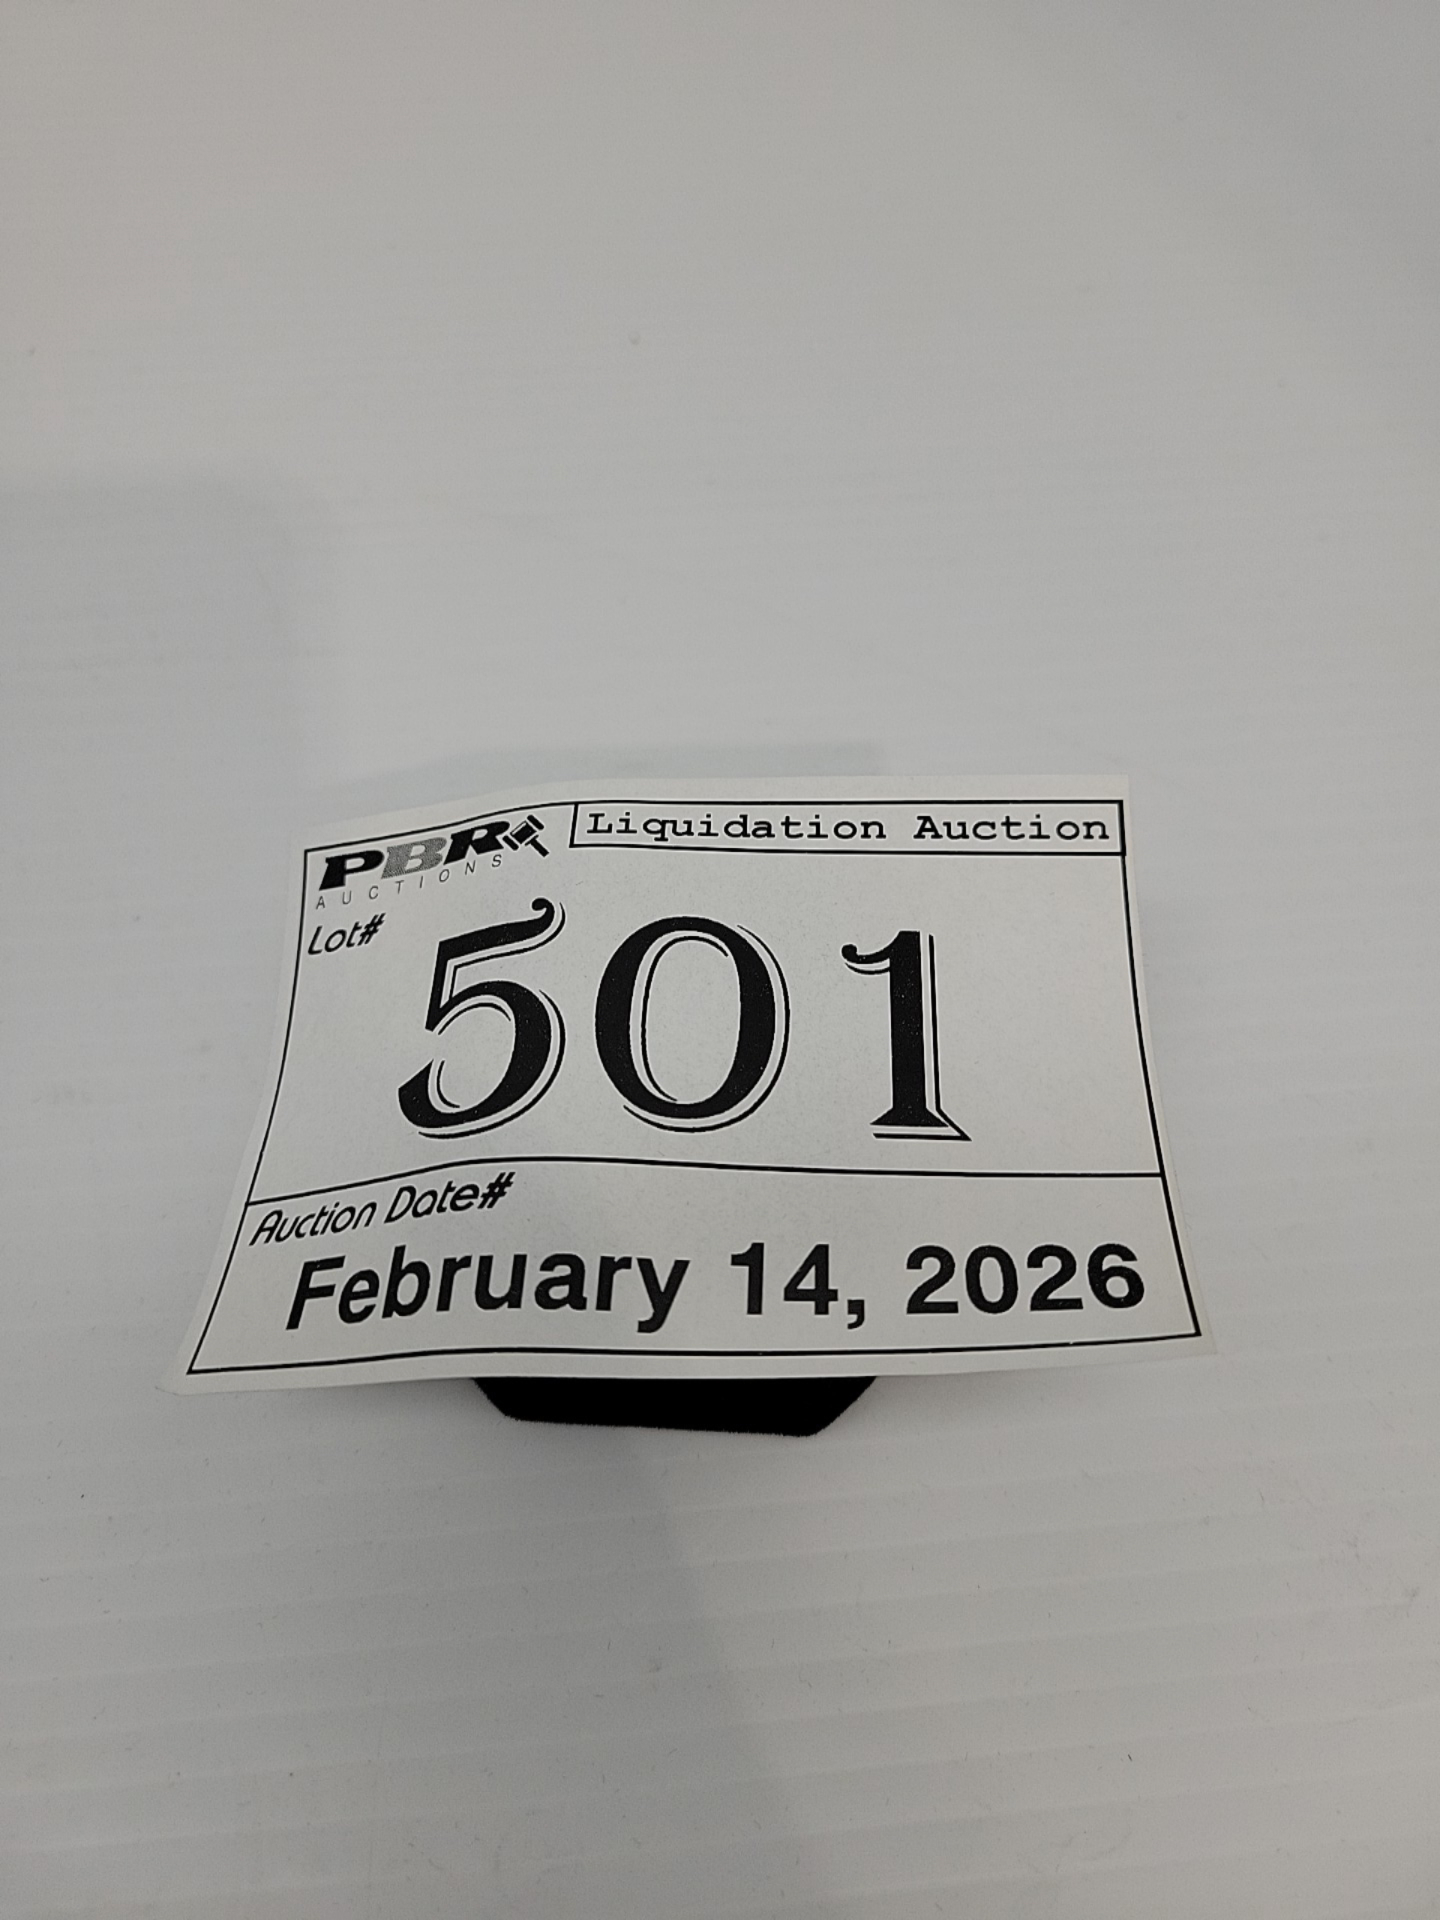 PBR
AUCTIONS
Liquidation Auction
Lot#
501
Auction Date#
February 14, 2026